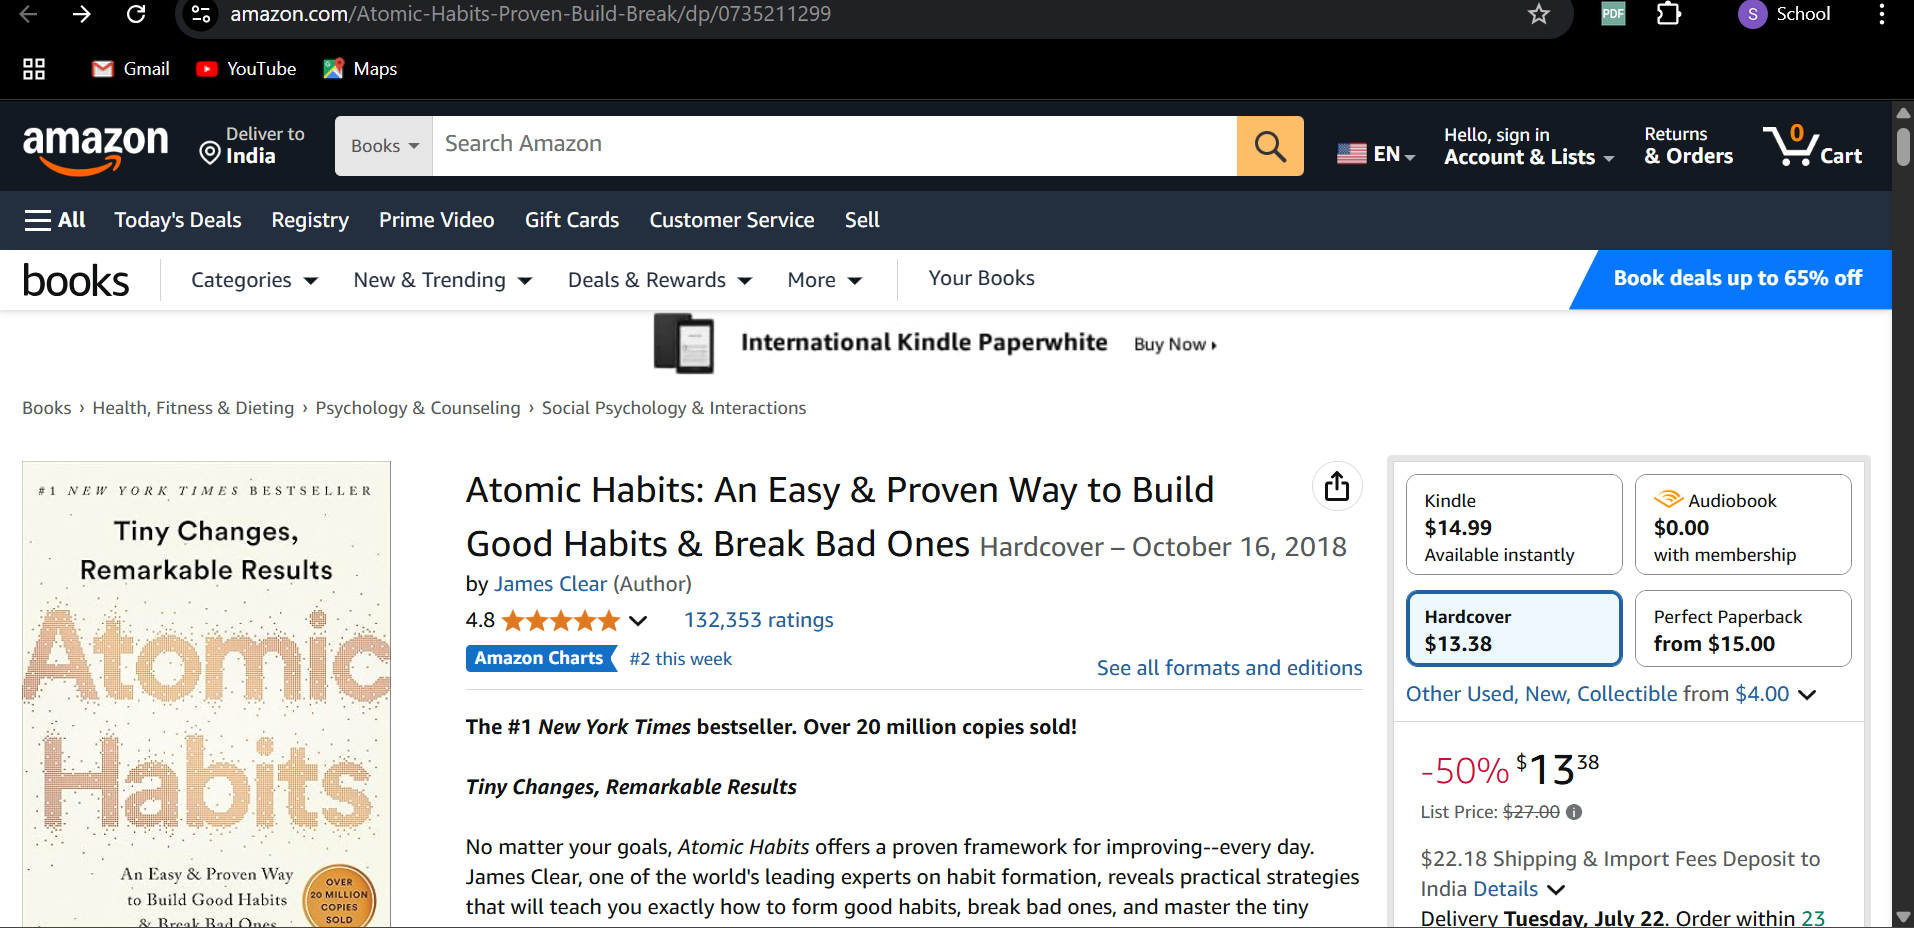 amazon.com/Atomic-Habits-Proven-Build-Break/dp/0735211299
PDF
S School
Gmail YouTube Maps
amazon
Deliver to
India
Books Search Amazon
EN
Hello, sign in
Account & Lists
Returns
& Orders
0
Cart
All Today's Deals Registry Prime Video Gift Cards Customer Service Sell
books Categories New & Trending Deals & Rewards More Your Books
Book deals up to 65% off
International Kindle Paperwhite Buy Now
Books › Health, Fitness & Dieting › Psychology & Counseling › Social Psychology & Interactions
#1 NEW YORK TIMES BESTSELLER
Tiny Changes,
Remarkable Results
Atomic
Habits
An Easy & Proven Way
to Build Good Habits
& Break Bad Ones
OVER
20 MILLION
COPIES
SOLD
Atomic Habits: An Easy & Proven Way to Build
Good Habits & Break Bad Ones Hardcover – October 16, 2018
by James Clear (Author)
4.8 132,353 ratings
Amazon Charts #2 this week
See all formats and editions
The #1 New York Times bestseller. Over 20 million copies sold!
Tiny Changes, Remarkable Results
No matter your goals, Atomic Habits offers a proven framework for improving--every day.
James Clear, one of the world's leading experts on habit formation, reveals practical strategies
that will teach you exactly how to form good habits, break bad ones, and master the tiny
Kindle
$14.99
Available instantly
Audiobook
$0.00
with membership
Hardcover
$13.38
Perfect Paperback
from $15.00
Other Used, New, Collectible from $4.00
-50% $13 38
List Price: $27.00
$22.18 Shipping & Import Fees Deposit to
India Details
Delivery Tuesday, July 22. Order within 23